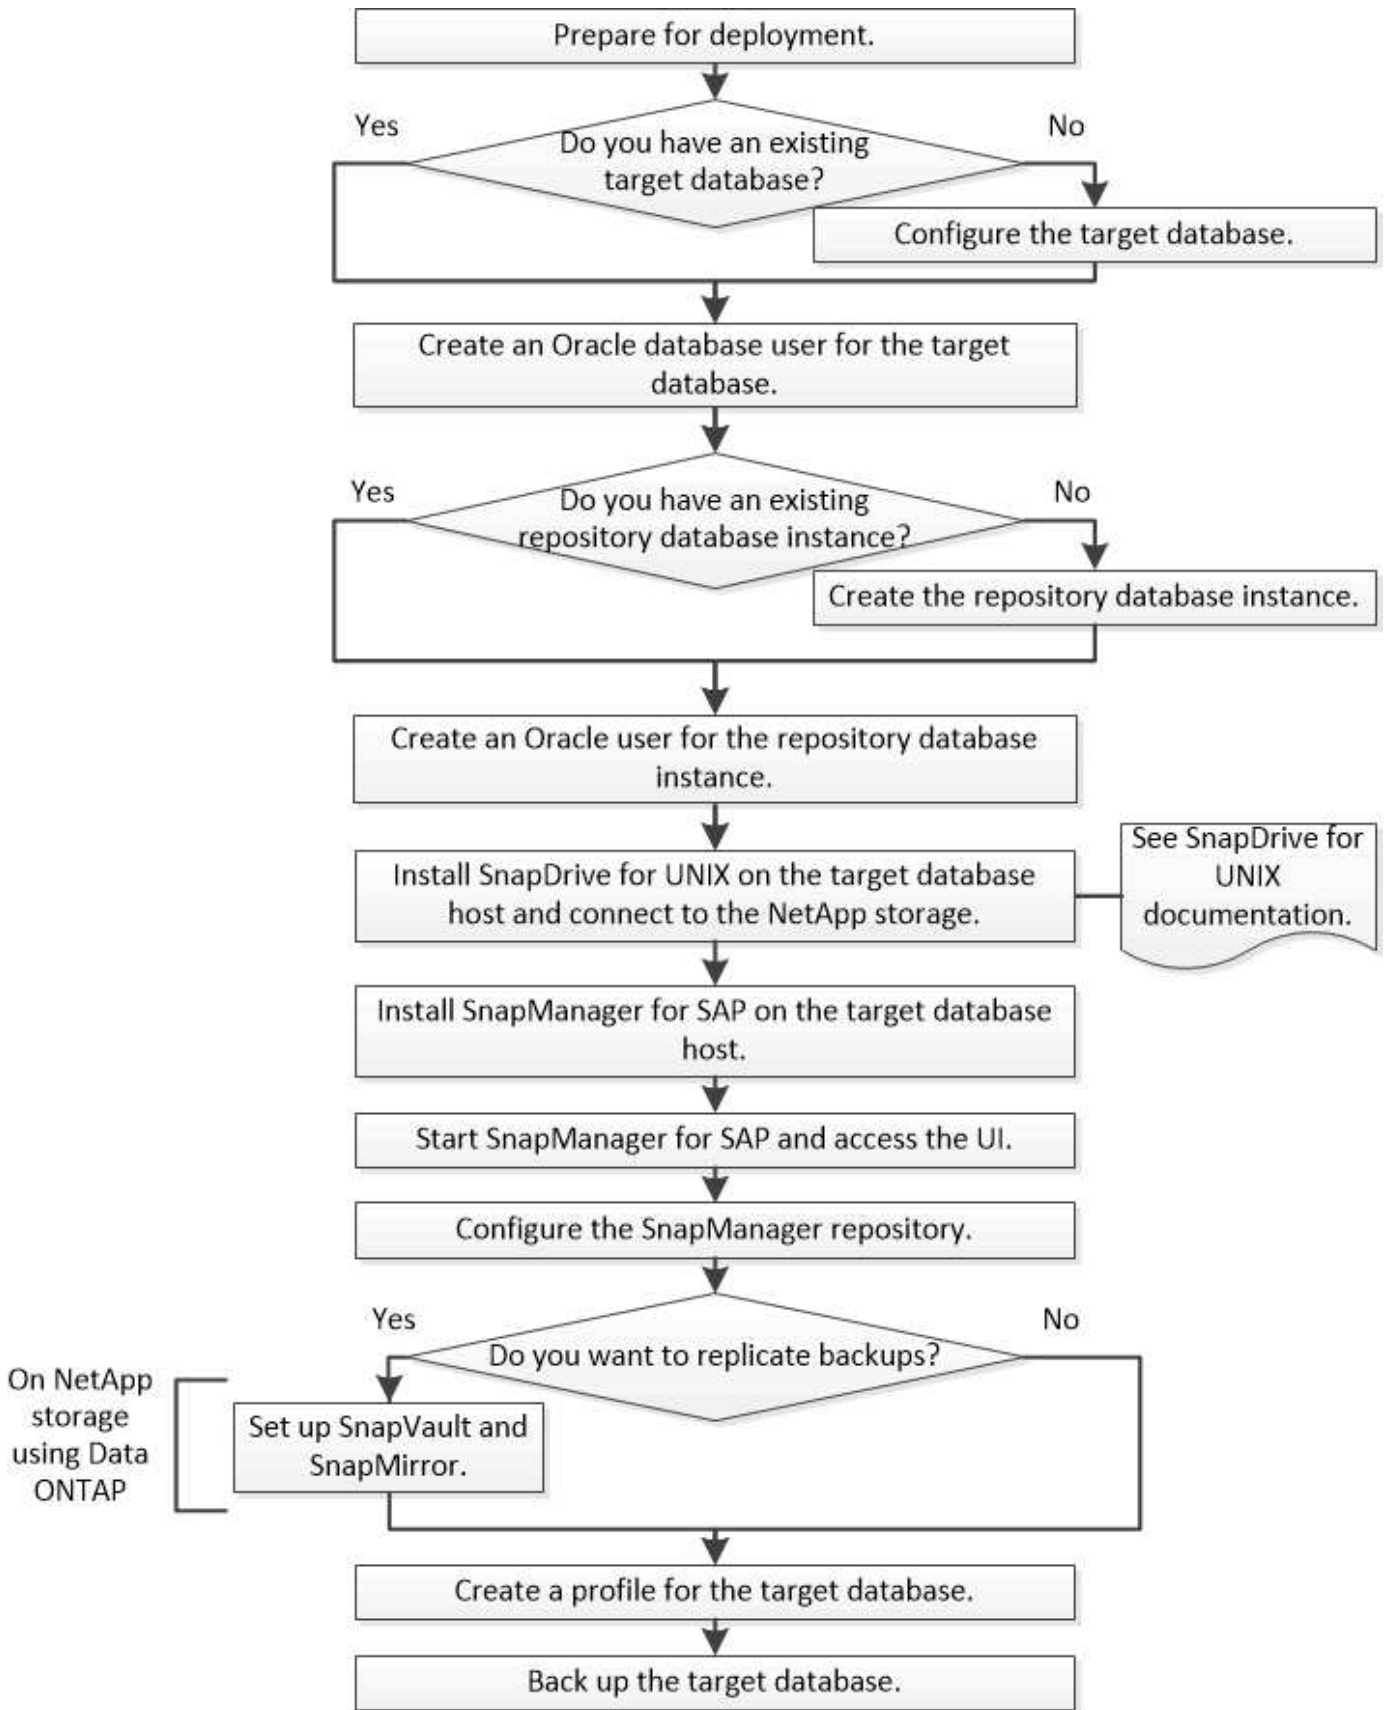 Prepare for deployment.
Yes
No
Do you have an existing
target database?
Configure the target database.
Create an Oracle database user for the target
database.
Yes
No
Do you have an existing
repository database instance?
Create the repository database instance.
Create an Oracle user for the repository database
instance.
Install SnapDrive for UNIX on the target database
host and connect to the NetApp storage.
See SnapDrive for
UNIX
documentation.
Install SnapManager for SAP on the target database
host.
Start SnapManager for SAP and access the UI.
Configure the SnapManager repository.
Yes
No
Do you want to replicate backups?
On NetApp
storage
using Data
ONTAP
Set up SnapVault and
SnapMirror.
Create a profile for the target database.
Back up the target database.